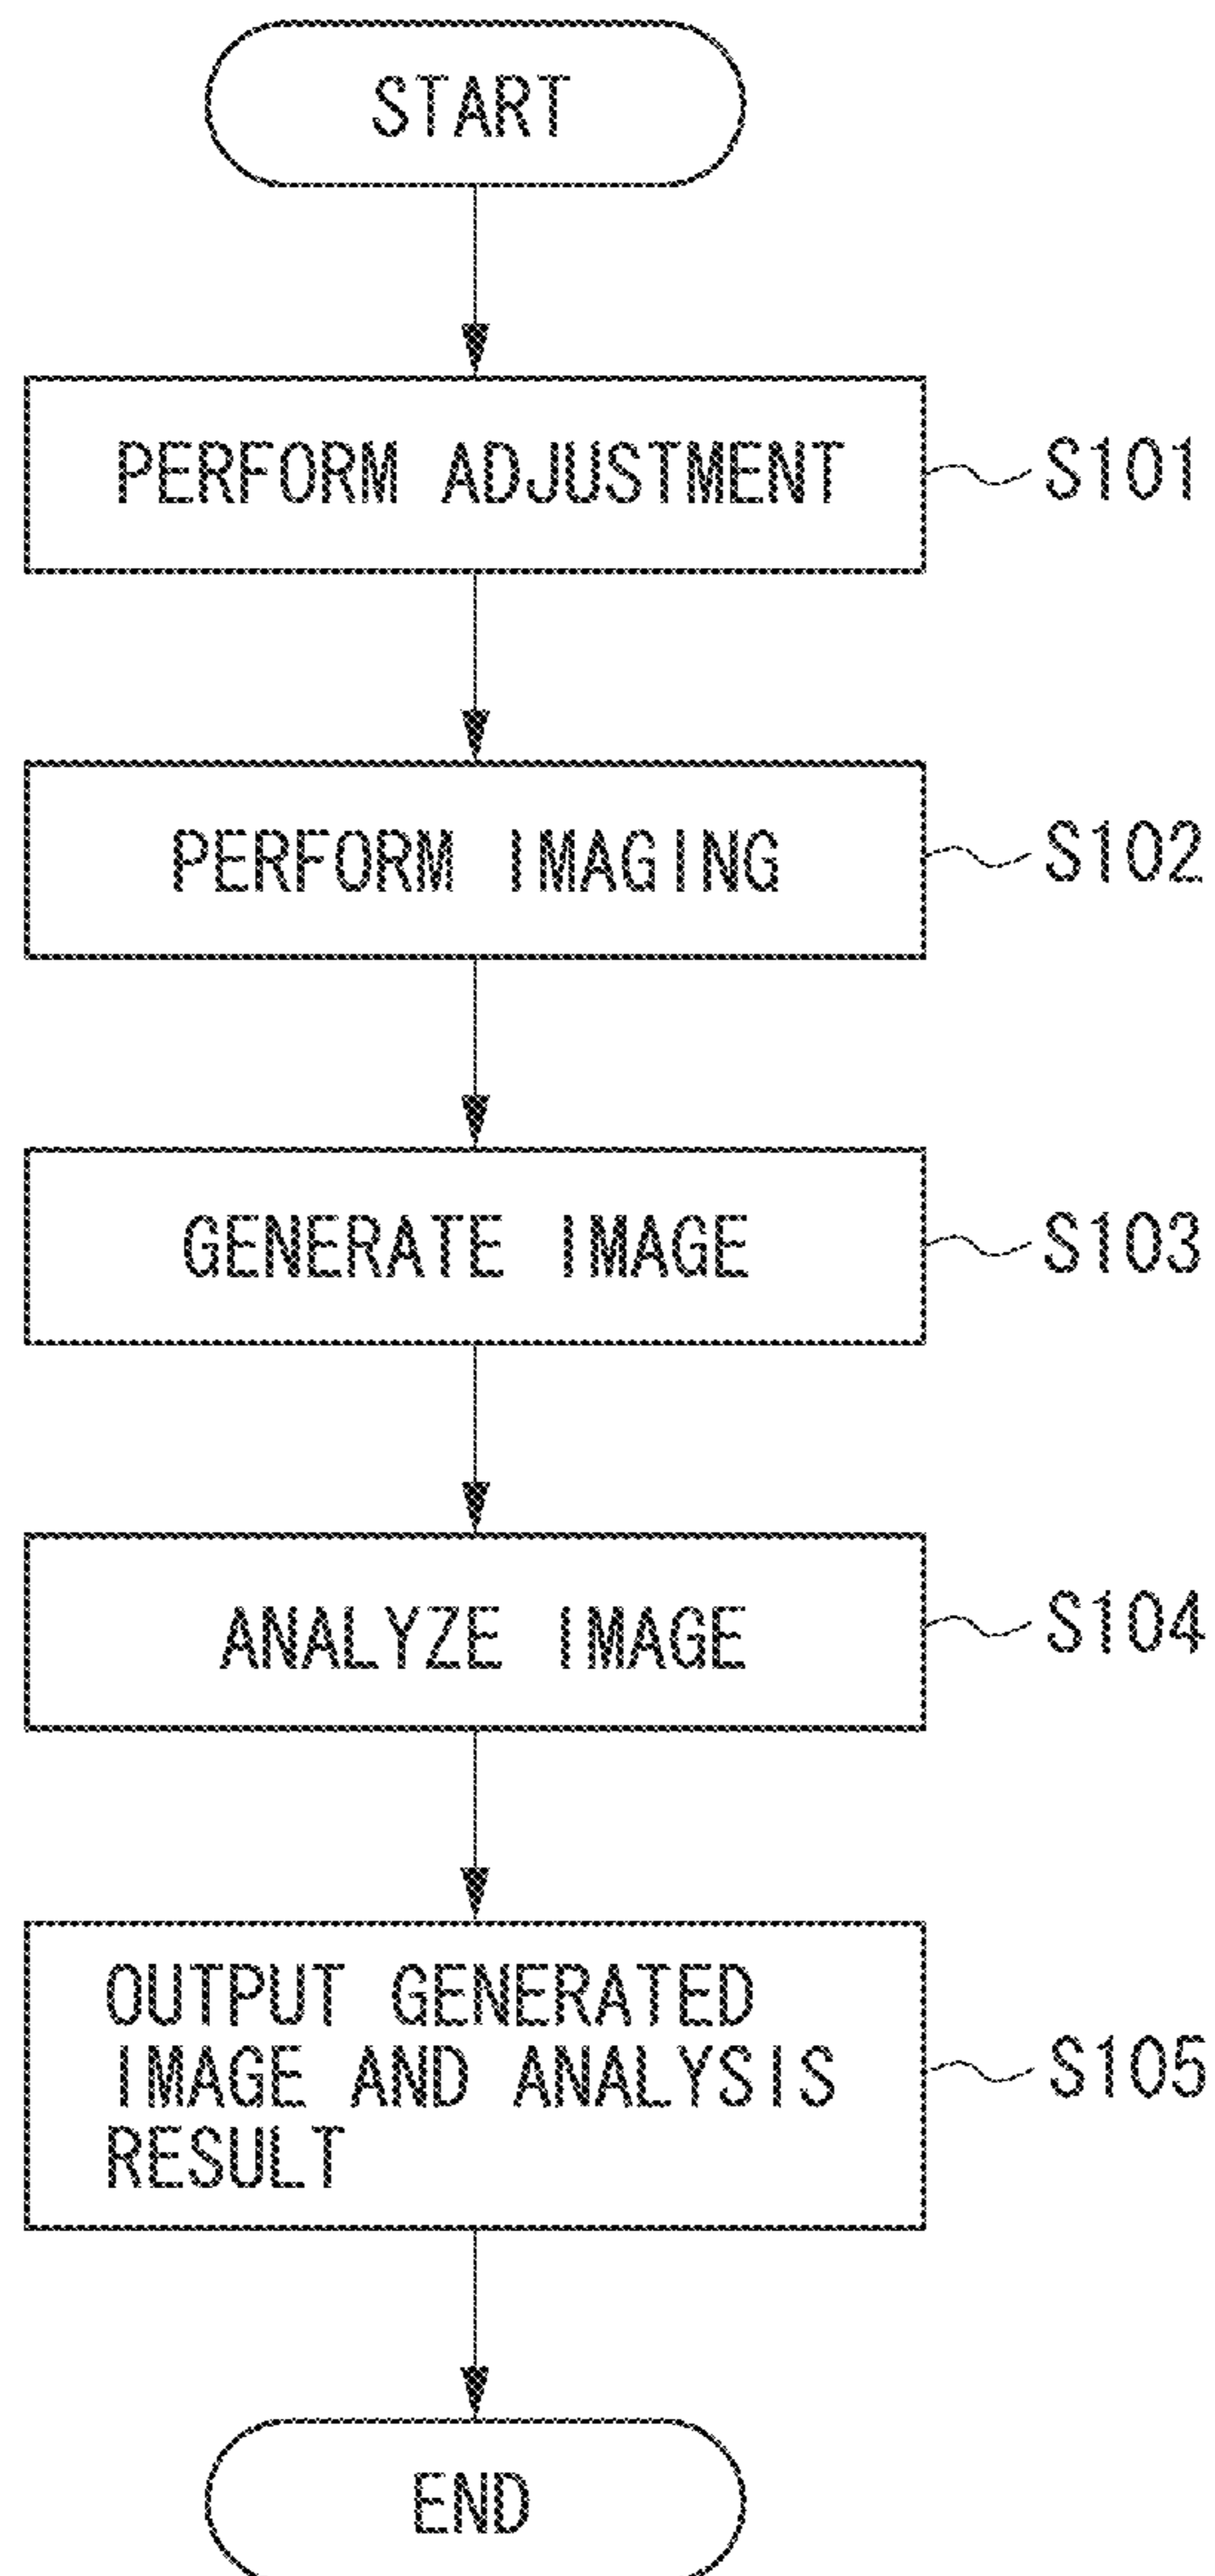 START
PERFORM ADJUSTMENT
S101
PERFORM IMAGING
S102
GENERATE IMAGE
S103
ANALYZE IMAGE
S104
OUTPUT GENERATED
IMAGE AND ANALYSIS
RESULT
S105
END